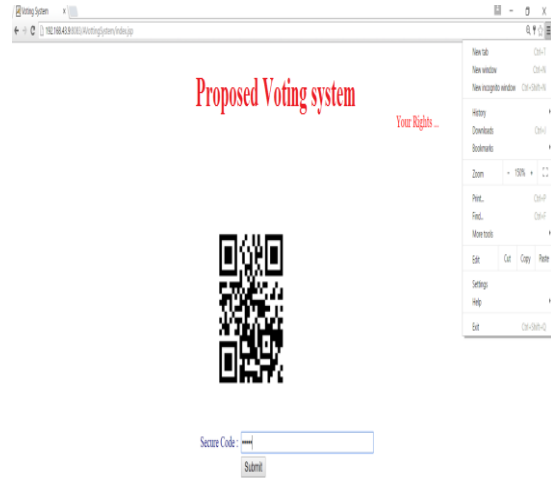 Voting System
192.168.43.9:8080/AVortingSystem/index.jsp
Proposed Voting system
Your Rights ...
New tab Ctrl+T
New window Ctrl+N
New incognito window Ctrl+Shift+N
History
Downloads Ctrl+J
Bookmarks
Zoom - 150% +
Print... Ctrl+P
Find... Ctrl+F
More tools
Edit Cut Copy Paste
Settings
Help
Exit Ctrl+Shift+Q
Secure Code :
Submit